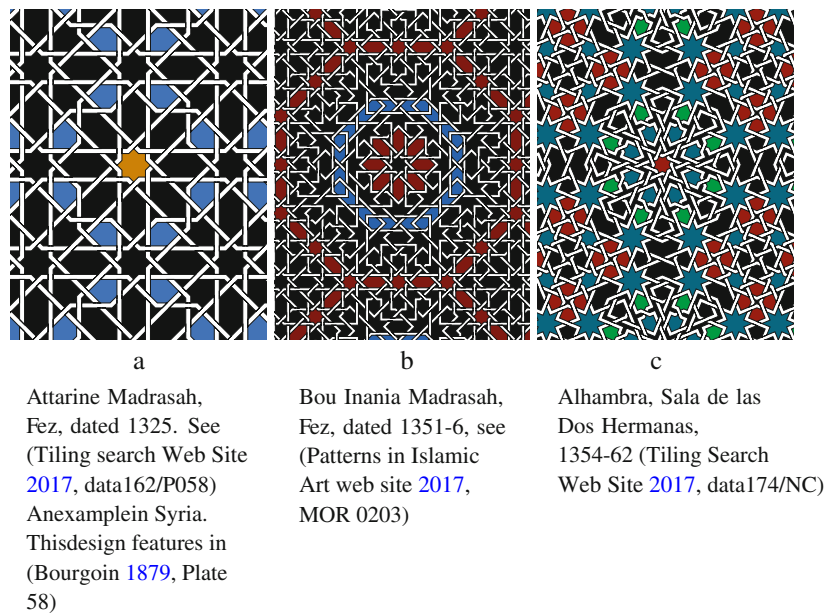 a
Attarine Madrasah,
Fez, dated 1325. See
(Tiling search Web Site
2017, data162/P058)
Anexamplein Syria.
Thisdesign features in
(Bourgoin 1879, Plate
58)
b
Bou Inania Madrasah,
Fez, dated 1351-6, see
(Patterns in Islamic
Art web site 2017,
MOR 0203)
c
Alhambra, Sala de las
Dos Hermanas,
1354-62 (Tiling Search
Web Site 2017, data174/NC)